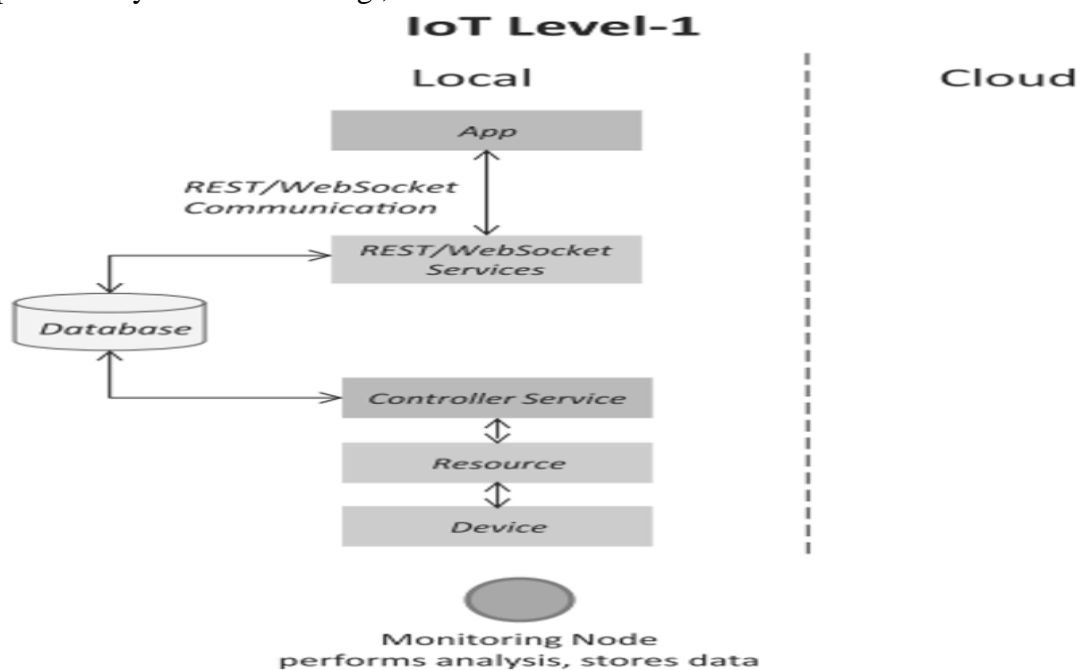 IoT Level-1
Local
Cloud
App
REST/WebSocket
Communication
REST/WebSocket
Services
Database
Controller Service
Resource
Device
Monitoring Node
performs analysis, stores data